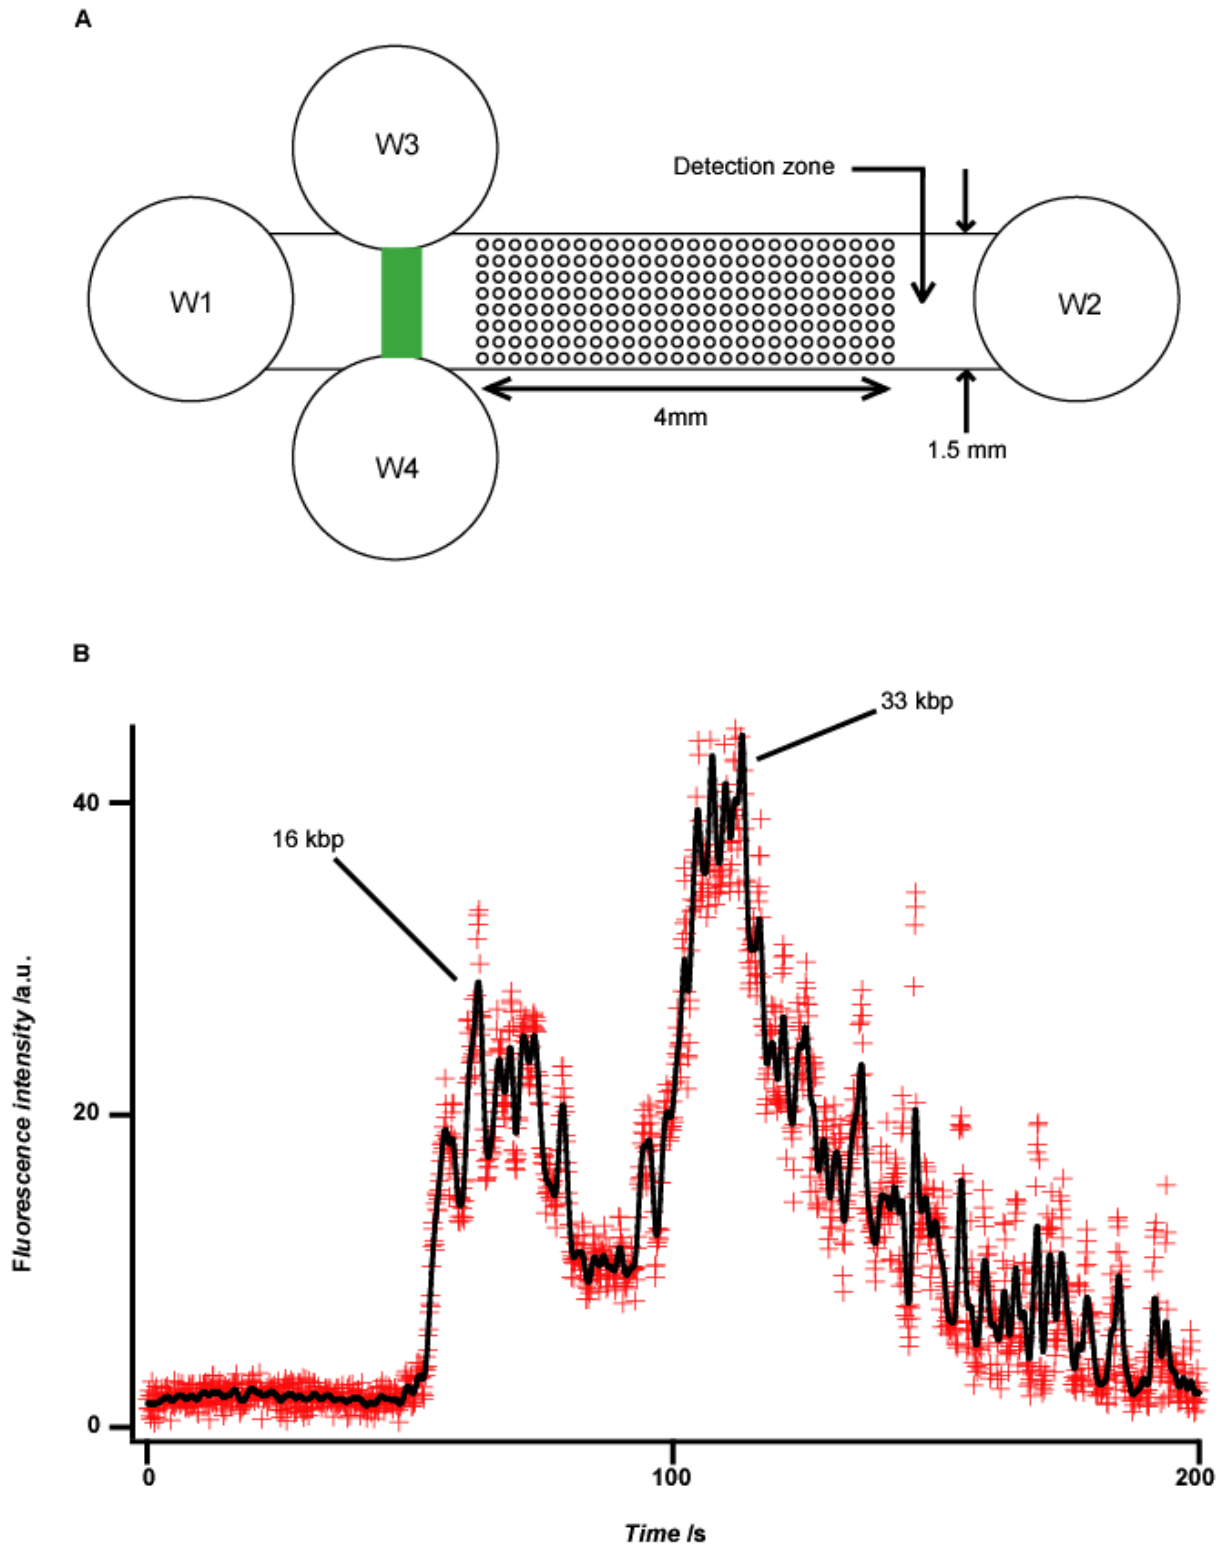 A
W3
Detection zone
W1
W2
4mm
W4
1.5 mm
B
33 kbp
40
16 kbp
Fluorescence intensity /a.u.
20
0
0 100 200
Time /s